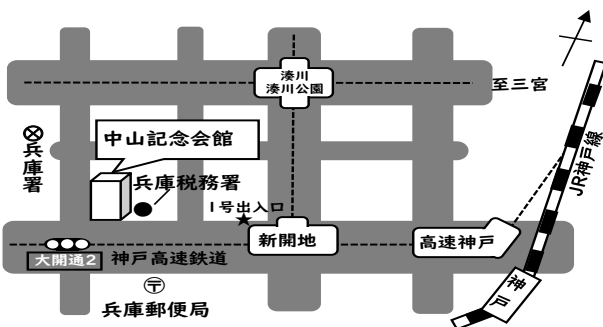 湊川
湊川公園
至三宮
兵庫署
中山記念会館
兵庫税務署
1号出入口
新開地
高速神戸
JR神戸線
大開通2
神戸高速鉄道
神戸
〒
兵庫郵便局